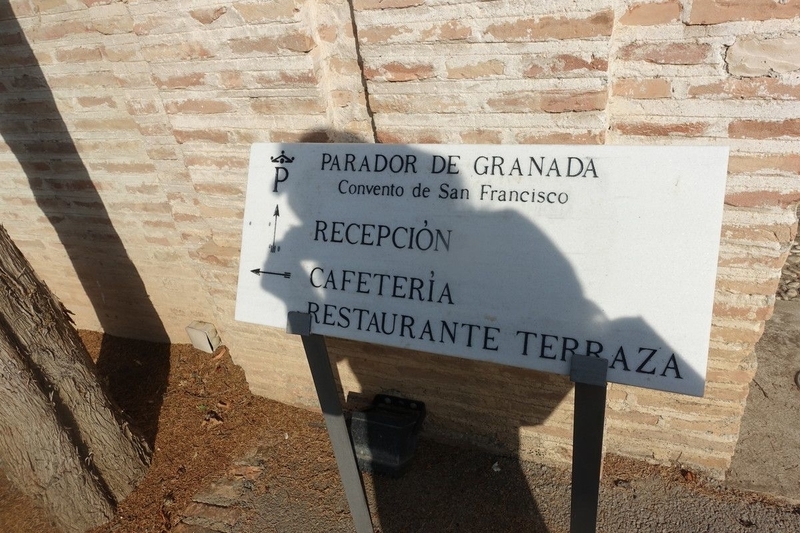 P
PARADOR DE GRANADA
Convento de San Francisco
RECEPCIÓN
CAFETERÍA
RESTAURANTE TERRAZA